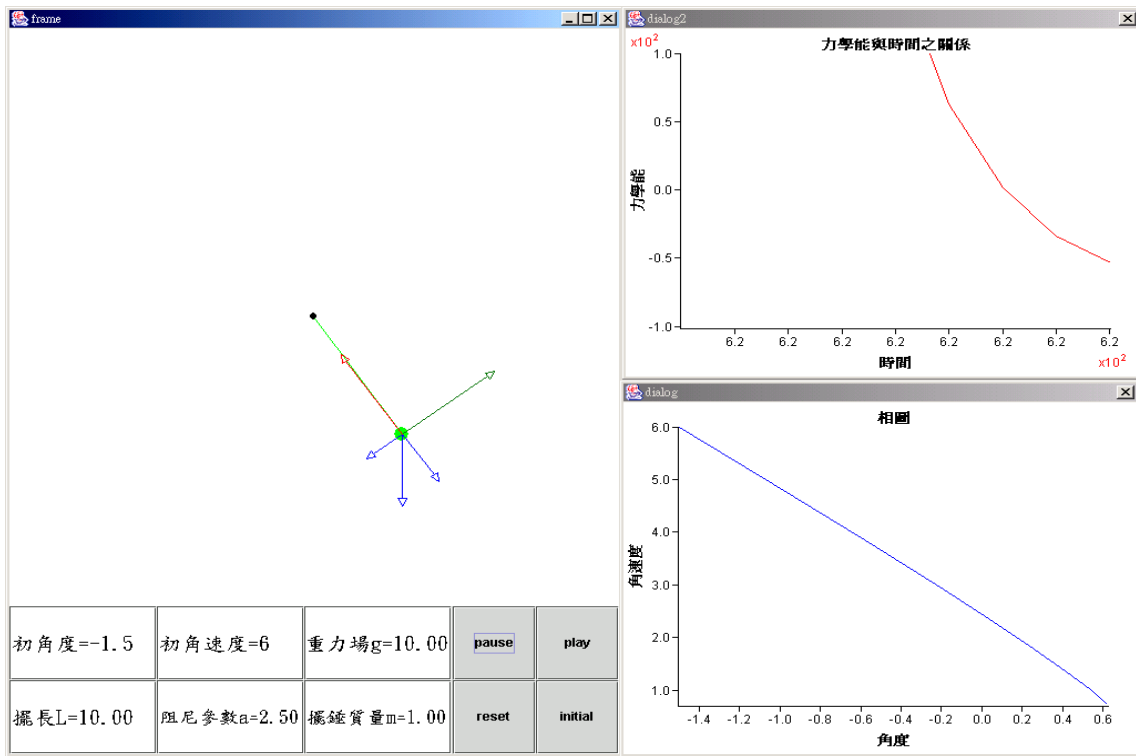 frame
初角度=-1.5
初角速度=6
重力場g=10.00
pause
play
擺長L=10.00
阻尼參數a=2.50
擺錘質量m=1.00
reset
initial
dialog2
力學能與時間之關係
x10²
1.0
0.5
0.0
-0.5
-1.0
力學能
6.2 6.2 6.2 6.2 6.2 6.2 6.2 6.2
時間
x10²
dialog
相圖
6.0
5.0
4.0
3.0
2.0
1.0
角速度
-1.4 -1.2 -1.0 -0.8 -0.6 -0.4 -0.2 0.0 0.2 0.4 0.6
角度